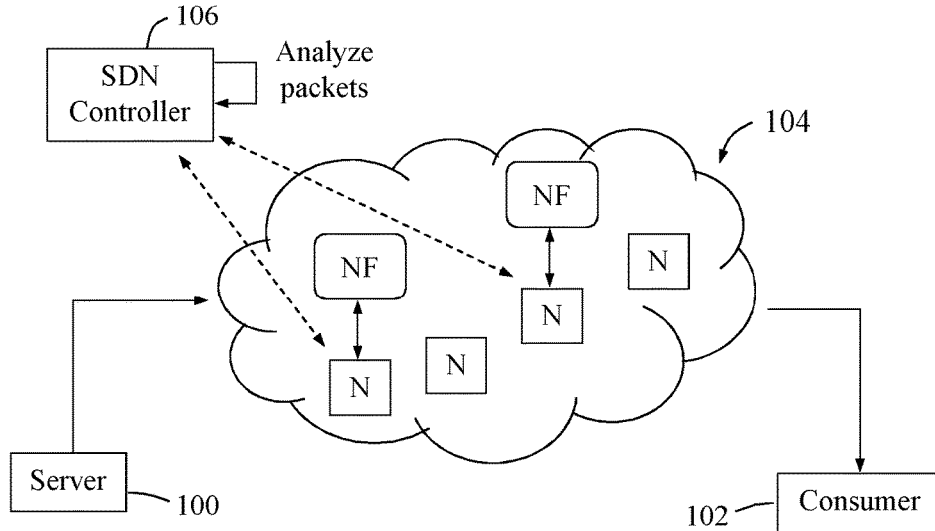 106
SDN
Controller
Analyze
packets
104
NF
N
NF
N
N
N
Server
100
102
Consumer